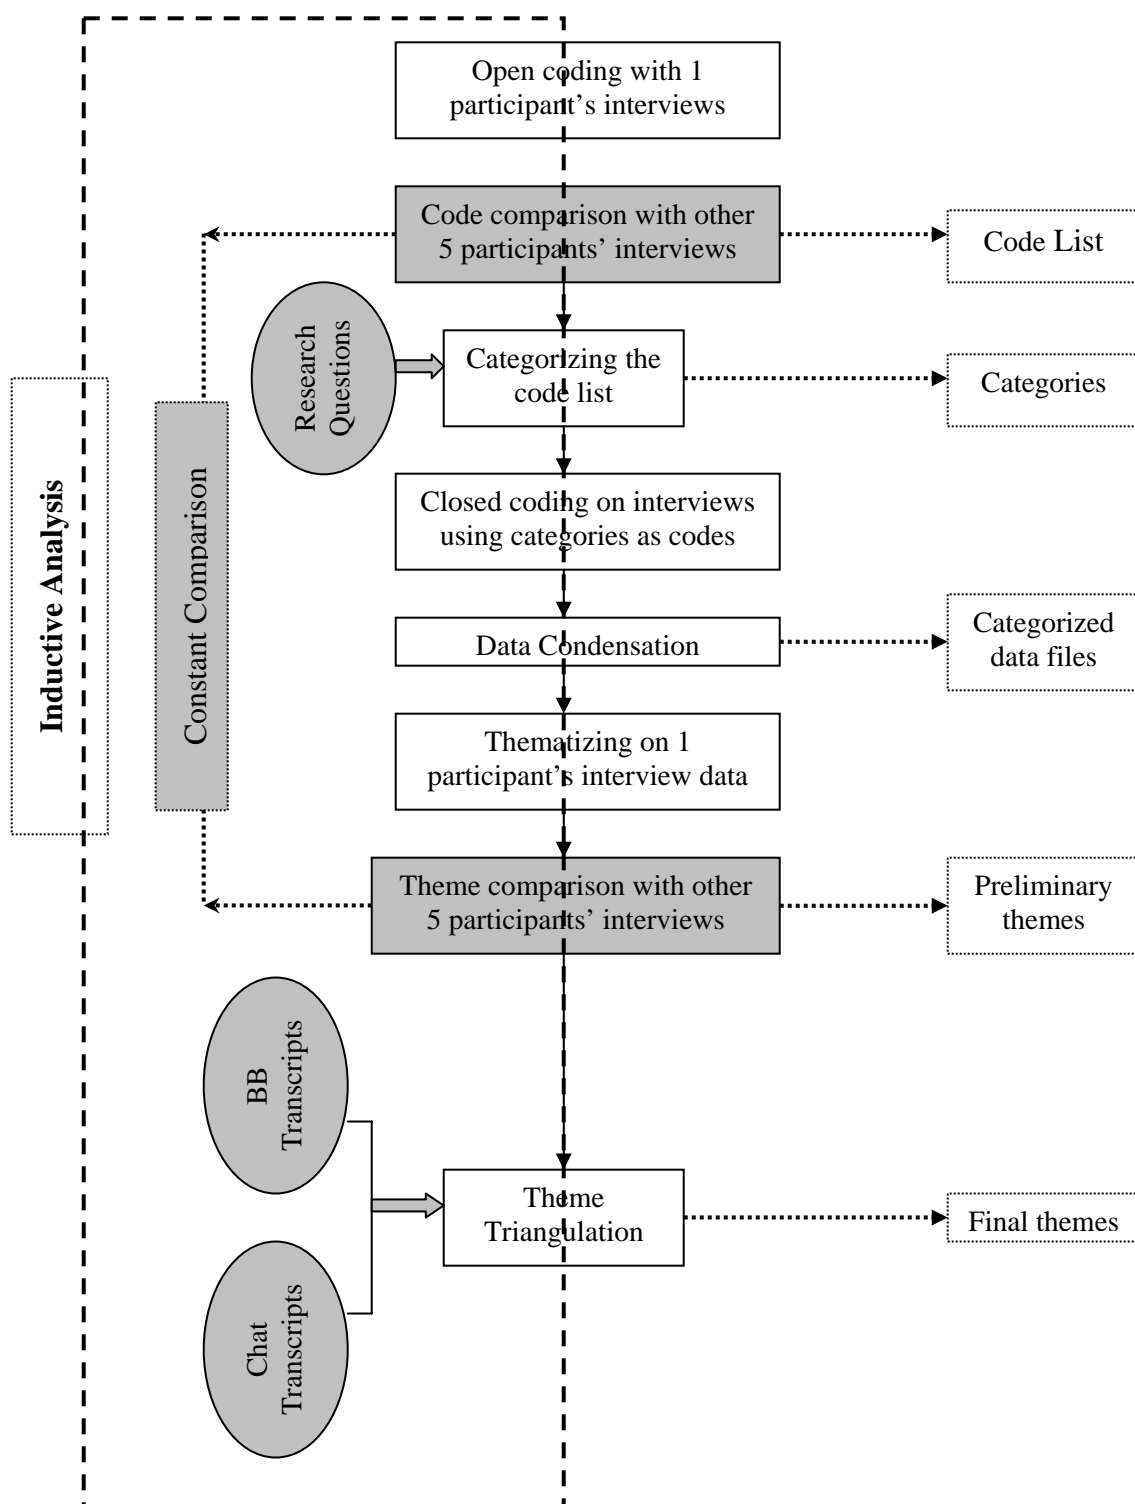 Open coding with 1
participant’s interviews
Code comparison with other
5 participants’ interviews
Code List
Research
Questions
Categorizing the
code list
Categories
Inductive Analysis
Constant Comparison
Closed coding on interviews
using categories as codes
Data Condensation
Categorized
data files
Thematizing on 1
participant’s interview data
Theme comparison with other
5 participants’ interviews
Preliminary
themes
BB
Transcripts
Theme
Triangulation
Final themes
Chat
Transcripts